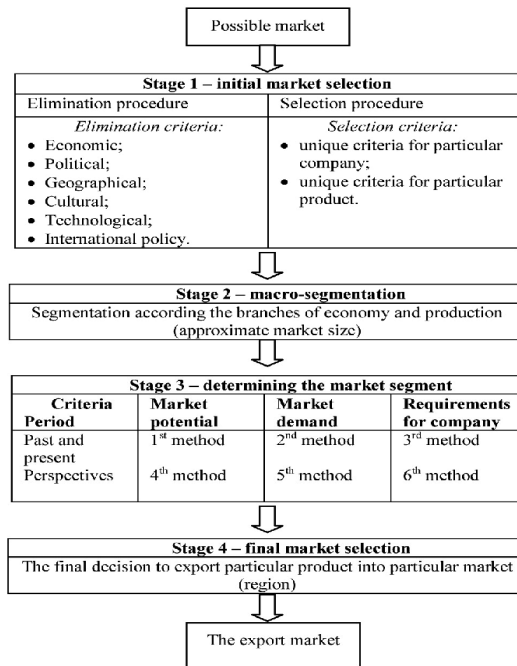 Possible market
Stage 1 – initial market selection
Elimination procedure
Selection procedure
Elimination criteria:
• Economic;
• Political;
• Geographical;
• Cultural;
• Technological;
• International policy.
Selection criteria:
• unique criteria for particular
company;
• unique criteria for particular
product.
Stage 2 – macro-segmentation
Segmentation according the branches of economy and production
(approximate market size)
Stage 3 – determining the market segment
Criteria Market Market Requirements
Period potential demand for company
Past and 1st method 2nd method 3rd method
present
Perspectives 4th method 5th method 6th method
Stage 4 – final market selection
The final decision to export particular product into particular market
(region)
The export market